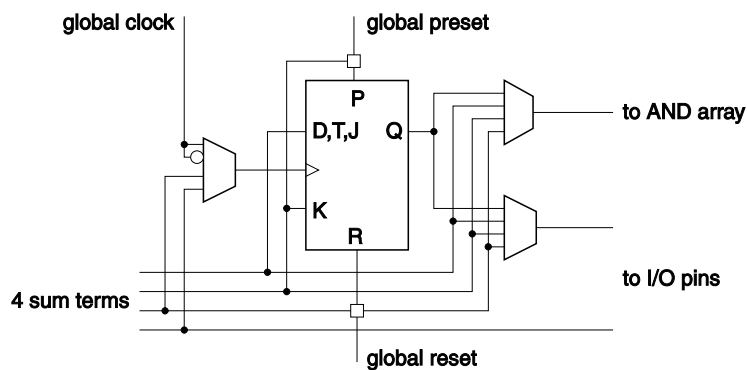 global clock
global preset
P
D,T,J
Q
to AND array
K
R
to I/O pins
4 sum terms
global reset